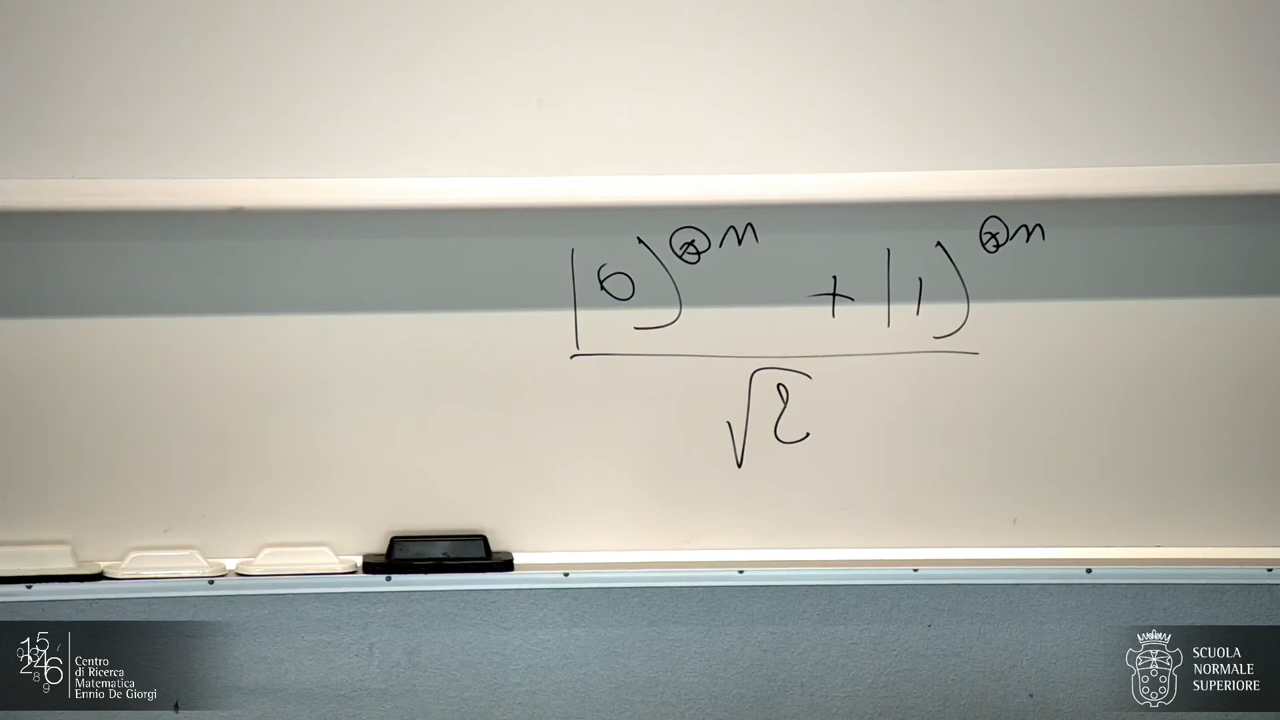 |0⟩^{⊗n} + |1⟩^{⊗n}
√2
Centro
di Ricerca
Matematica
Ennio De Giorgi
SCUOLA
NORMALE
SUPERIORE